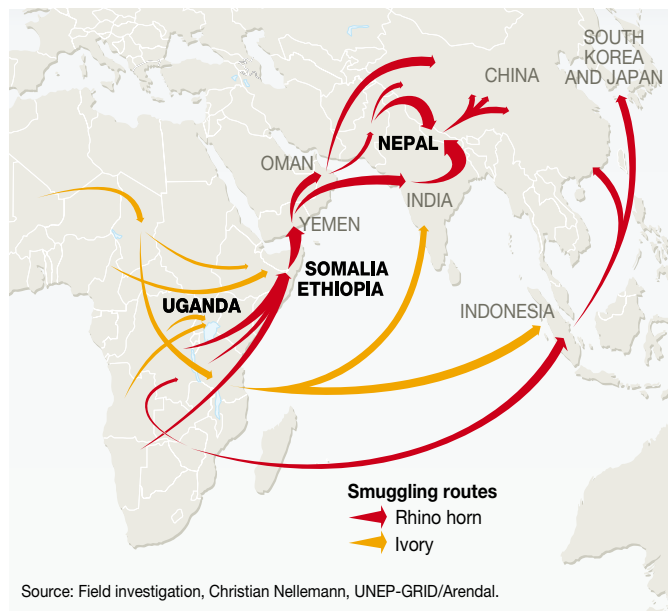 SOUTH
KOREA
AND JAPAN
CHINA
NEPAL
OMAN
INDIA
YEMEN
SOMALIA
ETHIOPIA
UGANDA
INDONESIA
Smuggling routes
Rhino horn
Ivory
Source: Field investigation, Christian Nellemann, UNEP-GRID/Arendal.